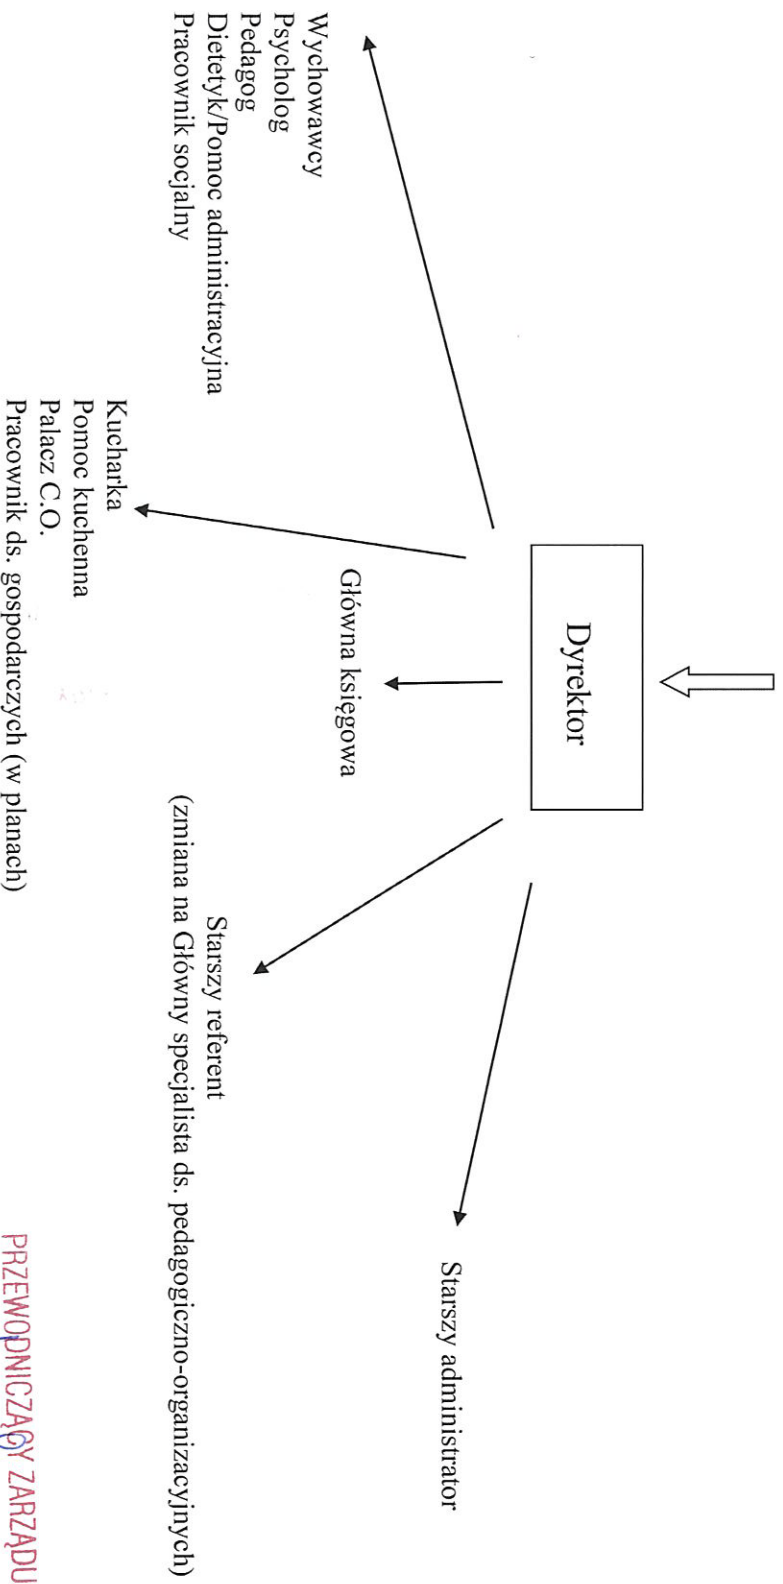 Dyrektor
Starszy administrator
Główna księgowa
Wychowawcy
Psycholog
Pedagog
Dietetyk/Pomoc administracyjna
Pracownik socjalny
Starszy referent
(zmiana na Główny specjalista ds. pedagogiczno-organizacyjnych)
Kucharka
Pomoc kuchenna
Palacz C.O.
Pracownik ds. gospodarczych (w planach)
PRZEWODNICZĄCY ZARZĄDU